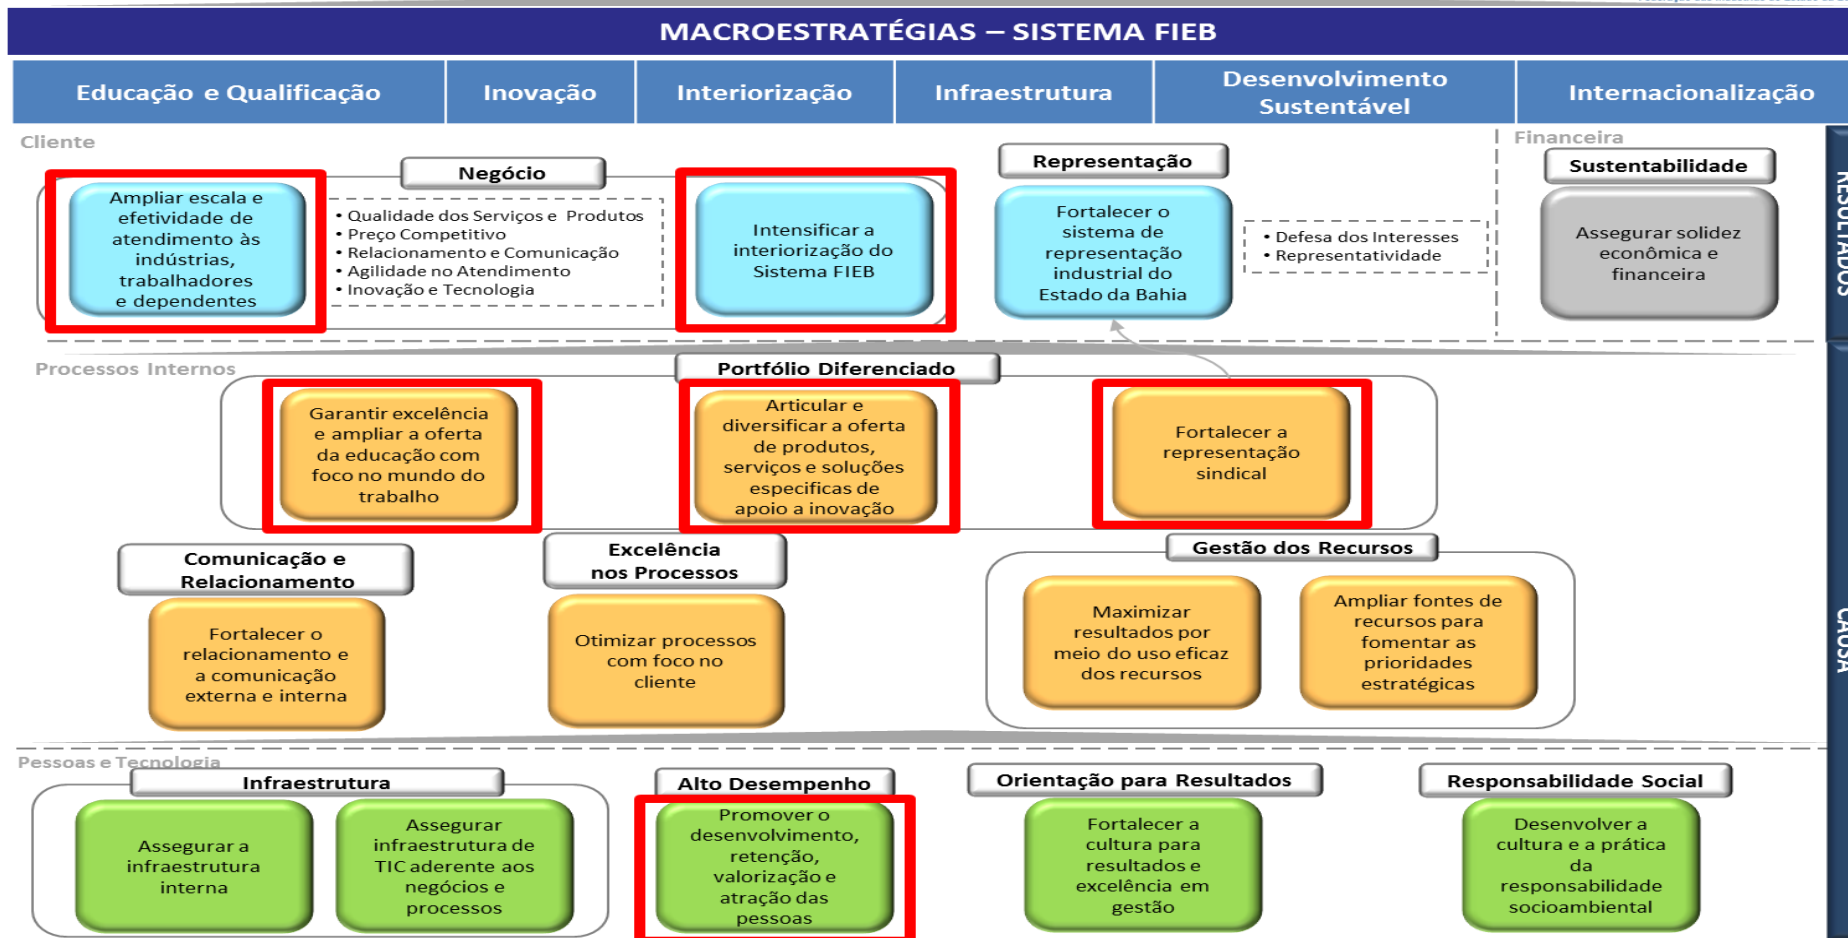 MACROESTRATÉGIAS – SISTEMA FIEB
Educação e Qualificação
Inovação
Interiorização
Infraestrutura
Desenvolvimento
Sustentável
Internacionalização
Cliente
Financeira
Negócio
Representação
Sustentabilidade
Ampliar escala e
efetividade de
atendimento às
indústrias,
trabalhadores
e dependentes
• Qualidade dos Serviços e Produtos
• Preço Competitivo
• Relacionamento e Comunicação
• Agilidade no Atendimento
• Inovação e Tecnologia
Intensificar a
interiorização do
Sistema FIEB
Fortalecer o
sistema de
representação
industrial do
Estado da Bahia
• Defesa dos Interesses
• Representatividade
Assegurar solidez
econômica e
financeira
RESULTADOS
Processos Internos
Portfólio Diferenciado
Garantir excelência
e ampliar a oferta
da educação com
foco no mundo do
trabalho
Articular e
diversificar a oferta
de produtos,
serviços e soluções
especificas de
apoio a inovação
Fortalecer a
representação
sindical
Comunicação e
Relacionamento
Excelência
nos Processos
Gestão dos Recursos
Fortalecer o
relacionamento e
a comunicação
externa e interna
Otimizar processos
com foco no
cliente
Maximizar
resultados por
meio do uso eficaz
dos recursos
Ampliar fontes de
recursos para
fomentar as
prioridades
estratégicas
CAUSA
Pessoas e Tecnologia
Infraestrutura
Alto Desempenho
Orientação para Resultados
Responsabilidade Social
Assegurar a
infraestrutura
interna
Assegurar
infraestrutura de
TIC aderente aos
negócios e
processos
Promover o
desenvolvimento,
retenção,
valorização e
atração das
pessoas
Fortalecer a
cultura para
resultados e
excelência em
gestão
Desenvolver a
cultura e a prática
da
responsabilidade
socioambiental